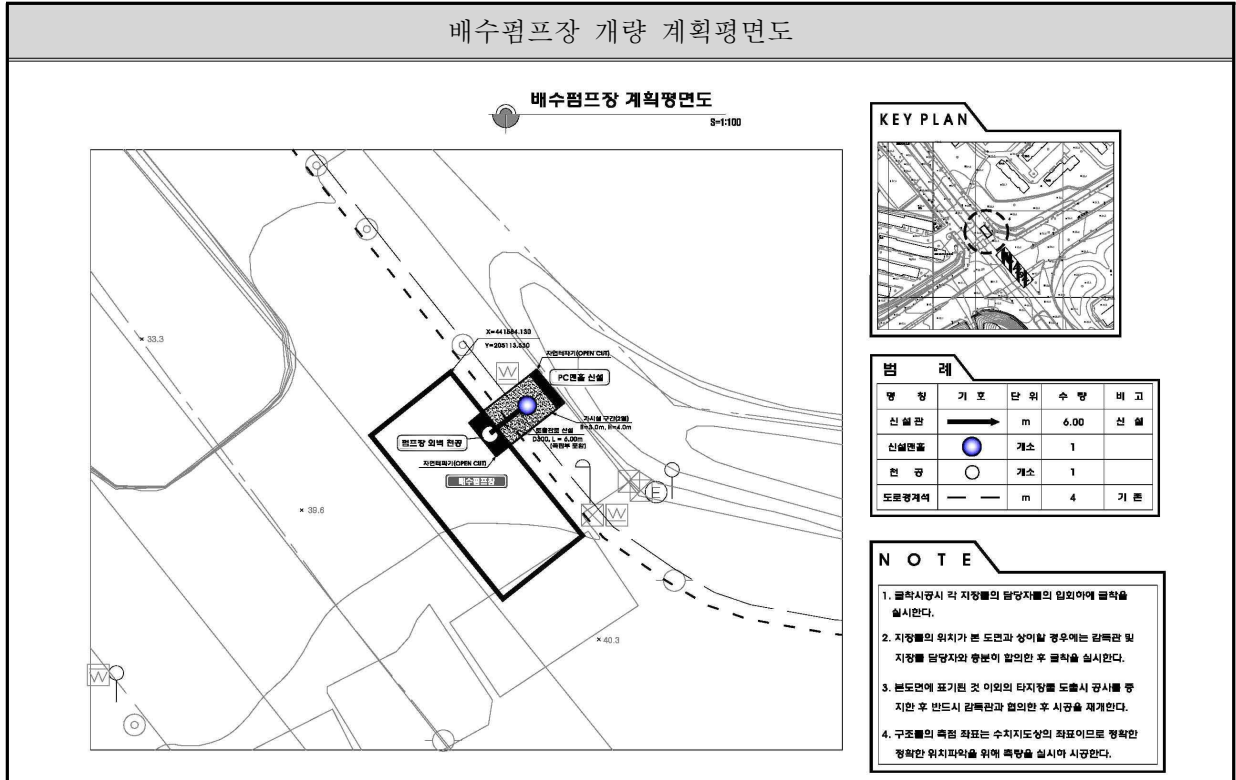 배수펌프장 개량 계획평면도
배수펌프장 계획평면도
S=1:100
X=441584.130
Y=205113.550
자연터파기(OPEN CUT)
PC맨홀 신설
가시설 구간(2열)
B=3.0m, H=4.0m
토출관로 신설
D300, L = 6.00m
펌프장 외벽 천공
자연터파기(OPEN CUT)
배수펌프장
× 33.3
× 39.6
× 40.3
W
W
E
W
KEY PLAN
범 례
명 칭 기 호 단 위 수 량 비 고
신 설 관 m 6.00 신 설
신설맨홀 개소 1
천 공 개소 1
도로경계석 m 4 기 존
N O T E
1. 굴착시공시 각 지장물의 담당자들의 입회하에 굴착을
실시한다.
2. 지장물의 위치가 본 도면과 상이할 경우에는 감독관 및
지장물 담당자와 충분히 합의한 후 굴착을 실시한다.
3. 본도면에 표기된 것 이외의 타지장물 도출시 공사를 중
지한 후 반드시 감독관과 협의한 후 시공을 재개한다.
4. 구조물의 측점 좌표는 수치지도상의 좌표이므로 정확한
정확한 위치파악을 위해 측량을 실시하 시공한다.